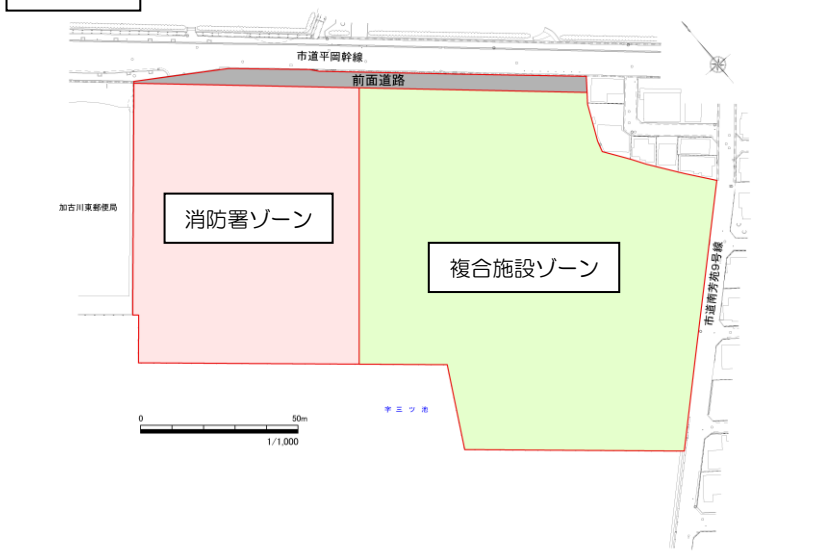 市道平岡幹線
前面道路
加古川東郵便局
消防署ゾーン
複合施設ゾーン
市道南芳苑9号線
字三ツ池
0 50m
1/1,000